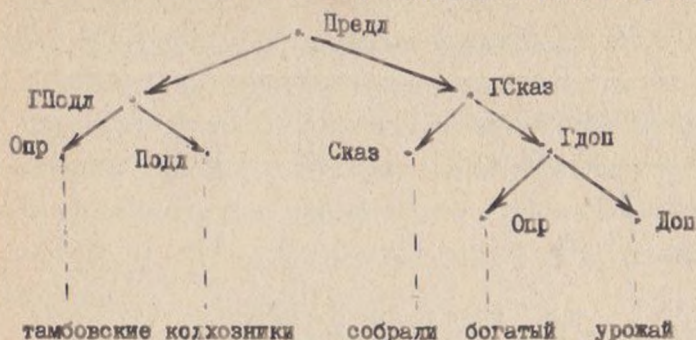 Предл
ГПодл ГСказ
Опр Подл Сказ Гдоп
Опр Доп
тамбовские колхозники собрали богатый урожай